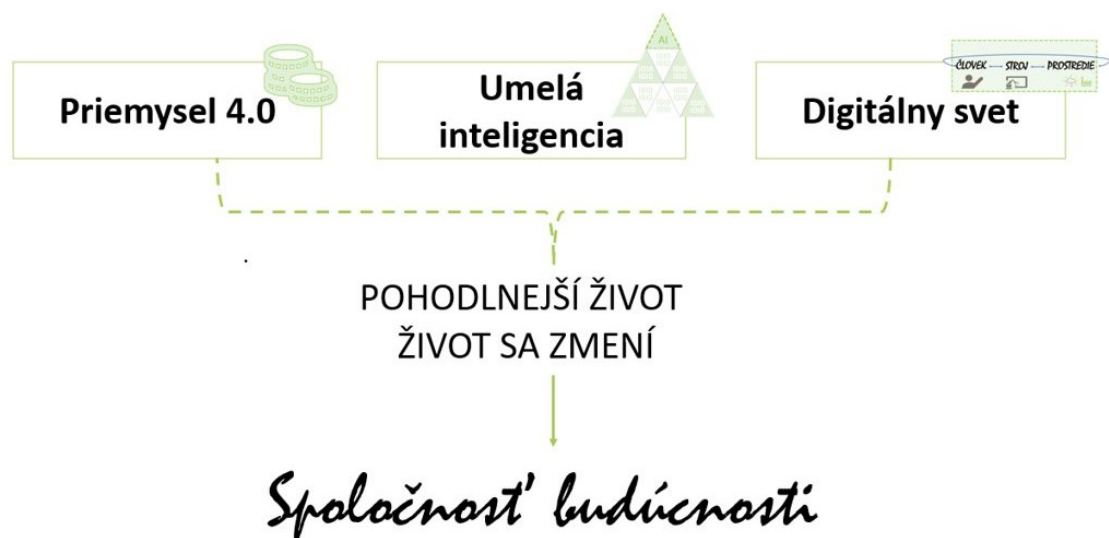 AI
ČLOVEK STROJ PROSTREDIE
Priemysel 4.0
Umelá
inteligencia
Digitálny svet
.
POHODLNEJŠÍ ŽIVOT
ŽIVOT SA ZMENÍ
Spoločnosť budúcnosti